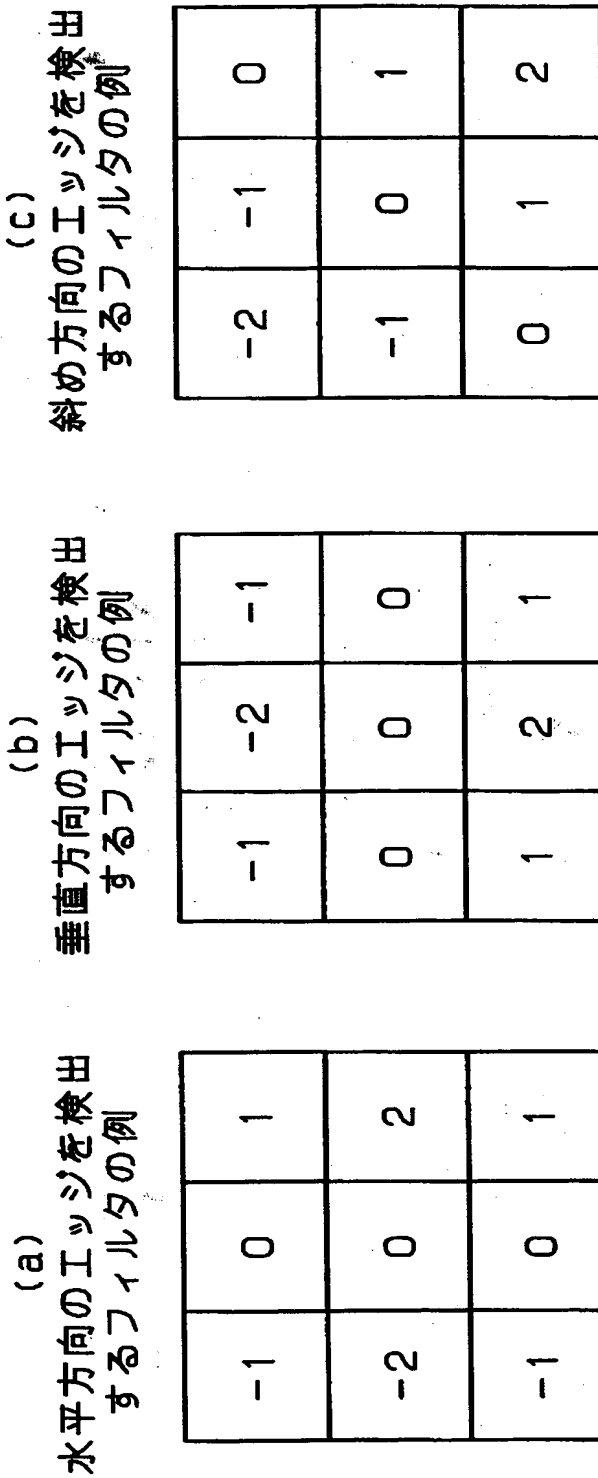 (a)
水平方向のエッジを検出
するフィルタの例
-1 0 1
-2 0 2
-1 0 1
(b)
垂直方向のエッジを検出
するフィルタの例
-1 -2 -1
0 0 0
1 2 1
(c)
斜め方向のエッジを検出
するフィルタの例
-2 -1 0
-1 0 1
0 1 2